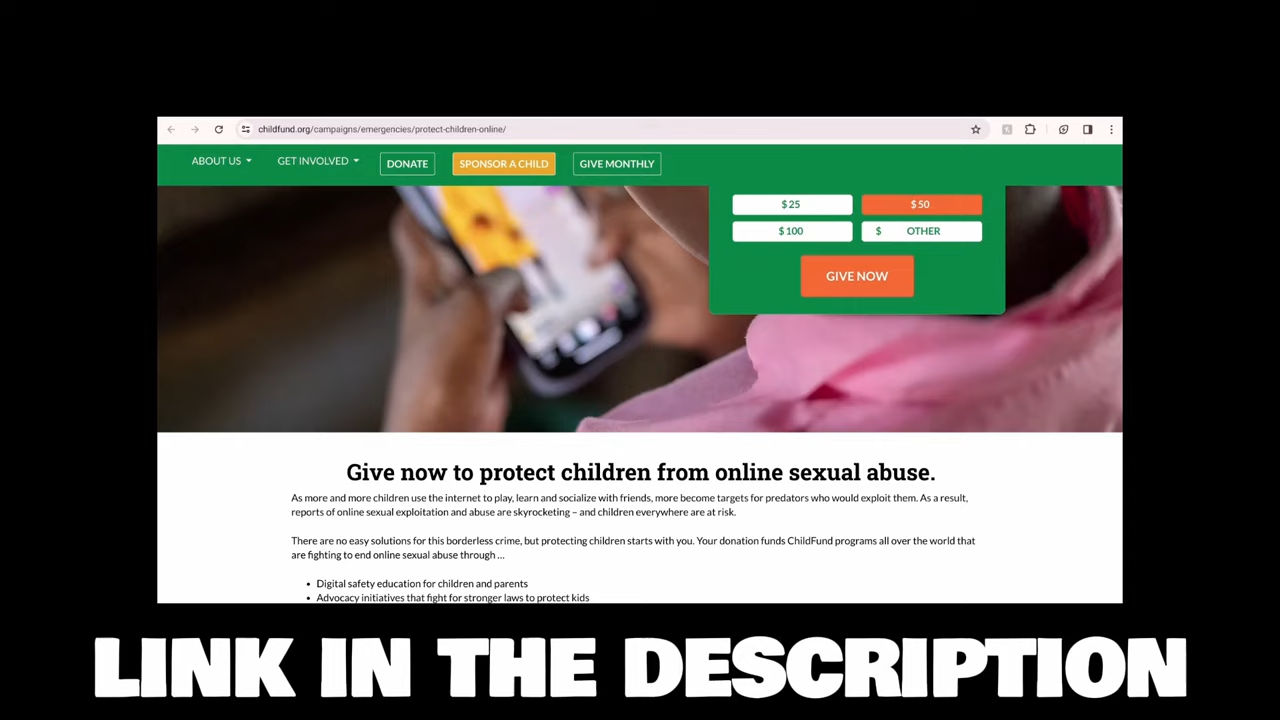 childfund.org/campaigns/emergencies/protect-children-online/
ABOUT US GET INVOLVED DONATE SPONSOR A CHILD GIVE MONTHLY
$ 25 $ 50
$ 100 $ OTHER
GIVE NOW
Give now to protect children from online sexual abuse.
As more and more children use the internet to play, learn and socialize with friends, more become targets for predators who would exploit them. As a result,
reports of online sexual exploitation and abuse are skyrocketing – and children everywhere are at risk.
There are no easy solutions for this borderless crime, but protecting children starts with you. Your donation funds ChildFund programs all over the world that
are fighting to end online sexual abuse through ...
• Digital safety education for children and parents
• Advocacy initiatives that fight for stronger laws to protect kids
LINK IN THE DESCRIPTION